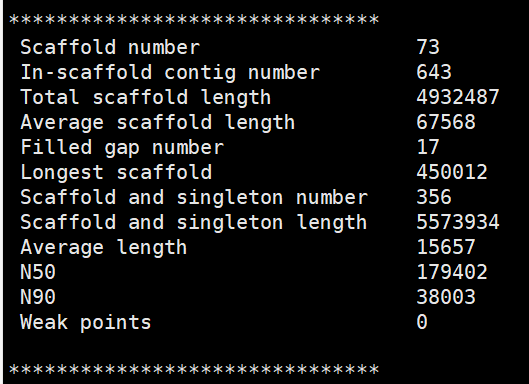 *******************************
Scaffold number 73
In-scaffold contig number 643
Total scaffold length 4932487
Average scaffold length 67568
Filled gap number 17
Longest scaffold 450012
Scaffold and singleton number 356
Scaffold and singleton length 5573934
Average length 15657
N50 179402
N90 38003
Weak points 0
*******************************